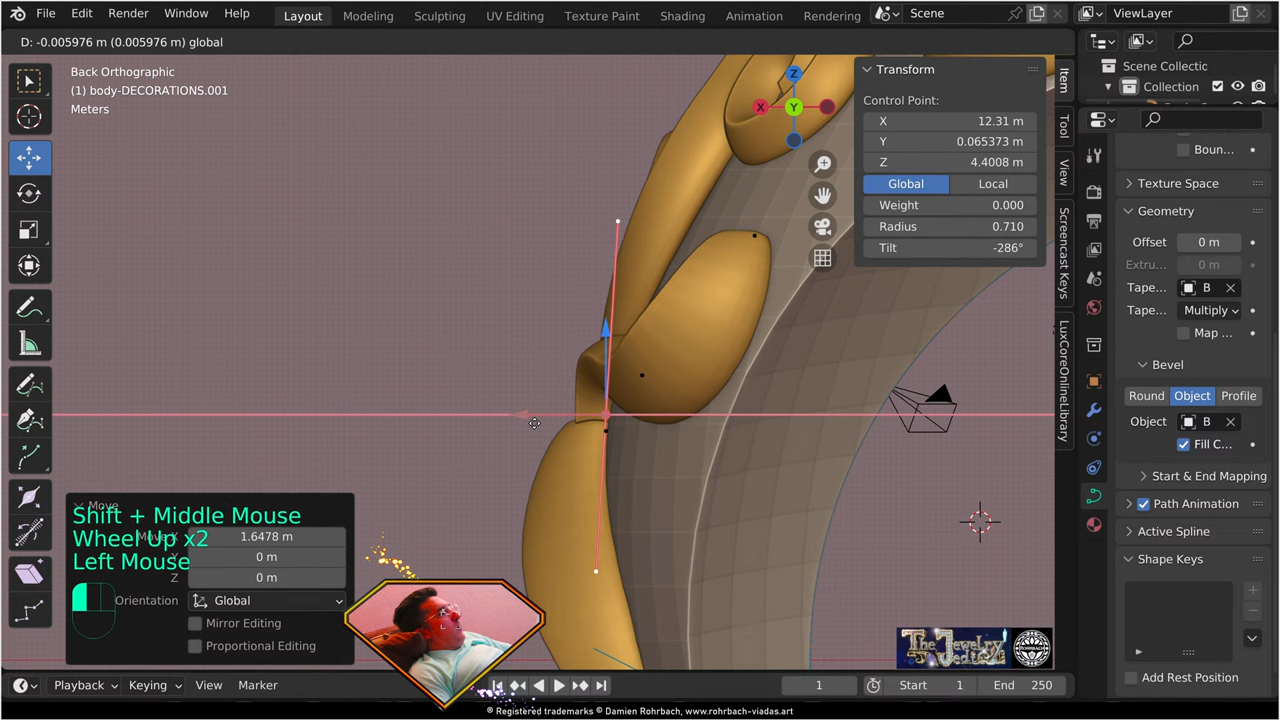 File Edit Render Window Help Layout Modeling Sculpting UV Editing Texture Paint Shading Animation Rendering Scene ViewLayer
D: -0.005976 m (0.005976 m) global
Back Orthographic
(1) body-DECORATIONS.001
Meters
Z
X
Y
Transform
Control Point:
X 12.31 m
Y 0.065373 m
Z 4.4008 m
Global Local
Weight 0.000
Radius 0.710
Tilt -286°
Item
Tool
View
Screencast Keys
LuxCoreOnlineLibrary
Scene Collectic
Collection
Boun...
Texture Space
Geometry
Offset 0 m
Extru... 0 m
Tape... B
Tape... Multiply
Map ...
Bevel
Round Object Profile
Object B
Fill C...
Start & End Mapping
Path Animation
Active Spline
Shape Keys
Add Rest Position
Move
Shift + Middle Mouse
Wheel Up x2
Left Mouse
Move X 1.6478 m
Y 0 m
Z 0 m
Orientation Global
Mirror Editing
Proportional Editing
The Jewelry
Playback Keying View Marker 1 Start 1 End 250
® Registered trademarks © Damien Rohrbach, www.rohrbach-viadas.art